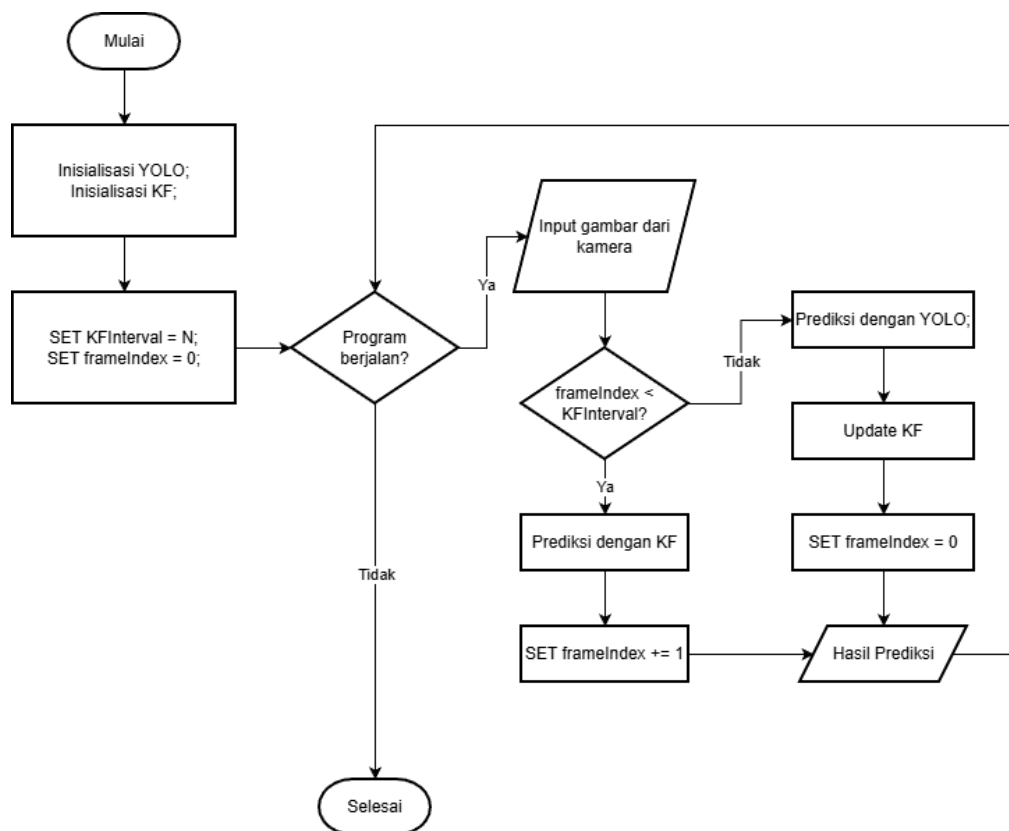 Mulai
Inisialisasi YOLO;
Inisialisasi KF;
SET KFInterval = N;
SET frameIndex = 0;
Program
berjalan?
Ya
Input gambar dari
kamera
frameIndex <
KFInterval?
Tidak
Prediksi dengan YOLO;
Update KF
SET frameIndex = 0
Ya
Prediksi dengan KF
SET frameIndex += 1
Hasil Prediksi
Tidak
Selesai